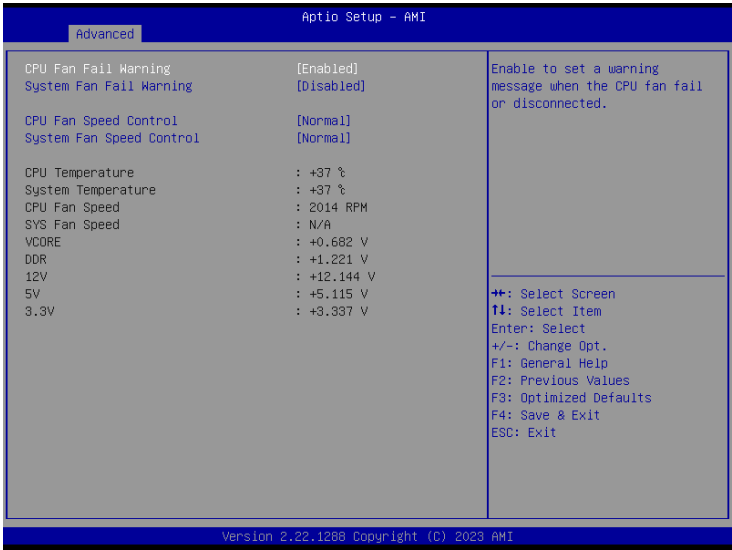 Aptio Setup – AMI
Advanced
CPU Fan Fail Warning [Enabled]
System Fan Fail Warning [Disabled]
CPU Fan Speed Control [Normal]
System Fan Speed Control [Normal]
CPU Temperature : +37 ℃
System Temperature : +37 ℃
CPU Fan Speed : 2014 RPM
SYS Fan Speed : N/A
VCORE : +0.682 V
DDR : +1.221 V
12V : +12.144 V
5V : +5.115 V
3.3V : +3.337 V
Enable to set a warning
message when the CPU fan fail
or disconnected.
→←: Select Screen
↑↓: Select Item
Enter: Select
+/-: Change Opt.
F1: General Help
F2: Previous Values
F3: Optimized Defaults
F4: Save & Exit
ESC: Exit
Version 2.22.1288 Copyright (C) 2023 AMI